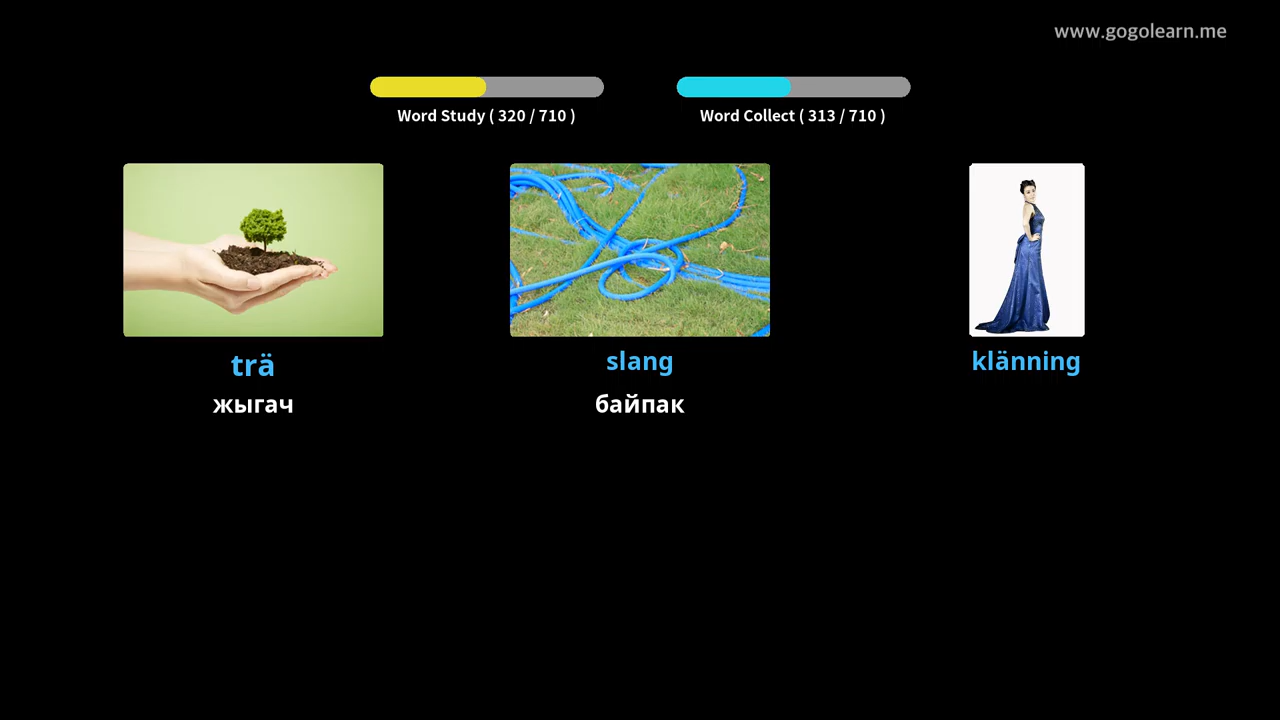 www.gogolearn.me
Word Study ( 320 / 710 )
Word Collect ( 313 / 710 )
trä
slang
klänning
жыгач
байпак